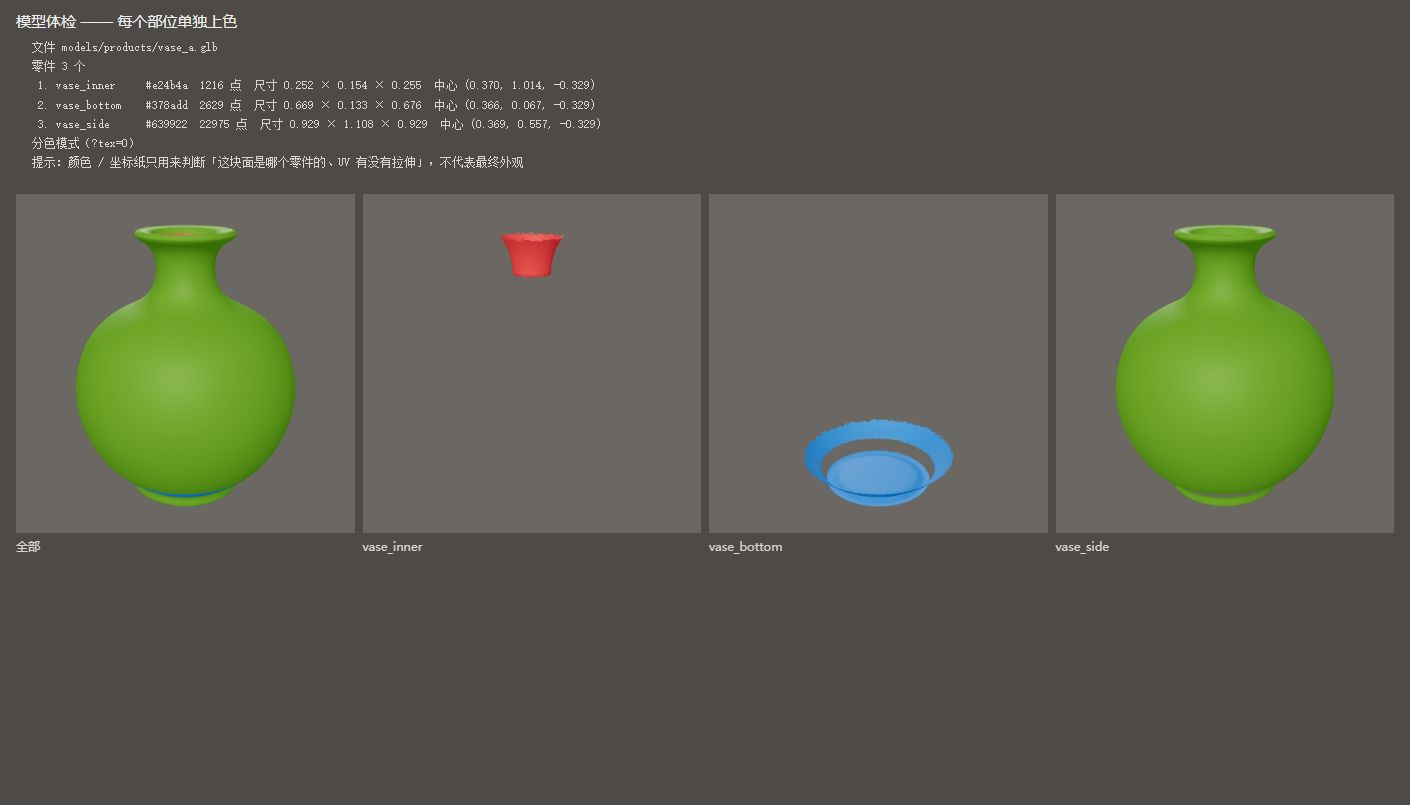 模型体检 —— 每个部位单独上色
文件 models/products/vase_a.glb
零件 3 个
1. vase_inner #e24b4a 1216 点 尺寸 0.252 × 0.154 × 0.255 中心 (0.370, 1.014, -0.329)
2. vase_bottom #378add 2629 点 尺寸 0.669 × 0.133 × 0.676 中心 (0.366, 0.067, -0.329)
3. vase_side #639922 22975 点 尺寸 0.929 × 1.108 × 0.929 中心 (0.369, 0.557, -0.329)
分色模式 (?tex=0)
提示: 颜色 / 坐标纸只用来判断「这块面是哪个零件的、UV 有没有拉伸」, 不代表最终外观
全部
vase_inner
vase_bottom
vase_side